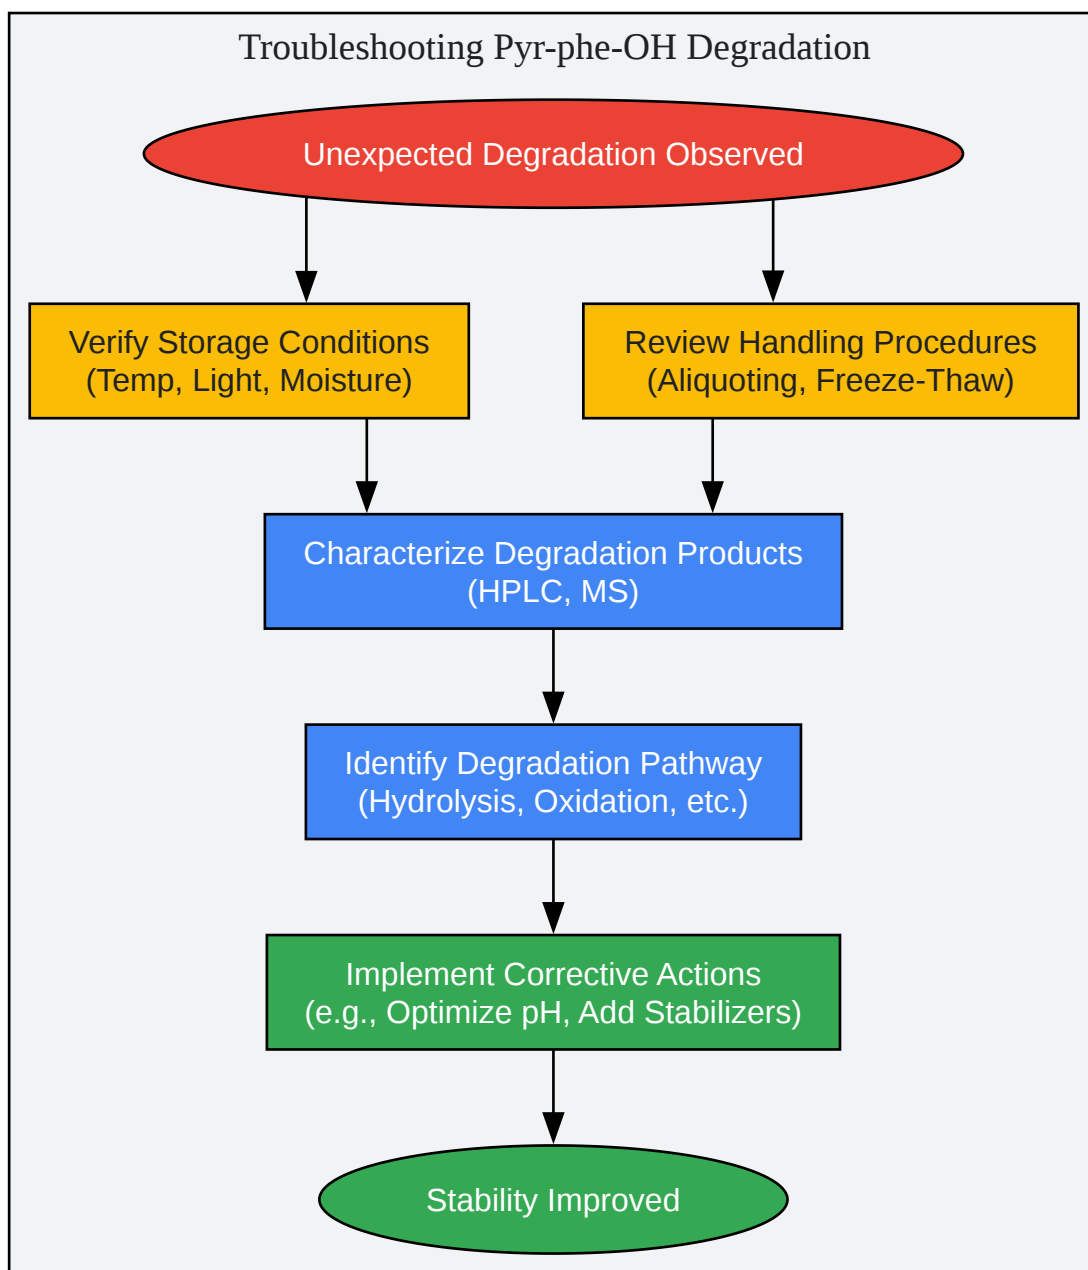 Troubleshooting Pyr-phe-OH Degradation
Unexpected Degradation Observed
Verify Storage Conditions
(Temp, Light, Moisture)
Review Handling Procedures
(Aliquoting, Freeze-Thaw)
Characterize Degradation Products
(HPLC, MS)
Identify Degradation Pathway
(Hydrolysis, Oxidation, etc.)
Implement Corrective Actions
(e.g., Optimize pH, Add Stabilizers)
Stability Improved